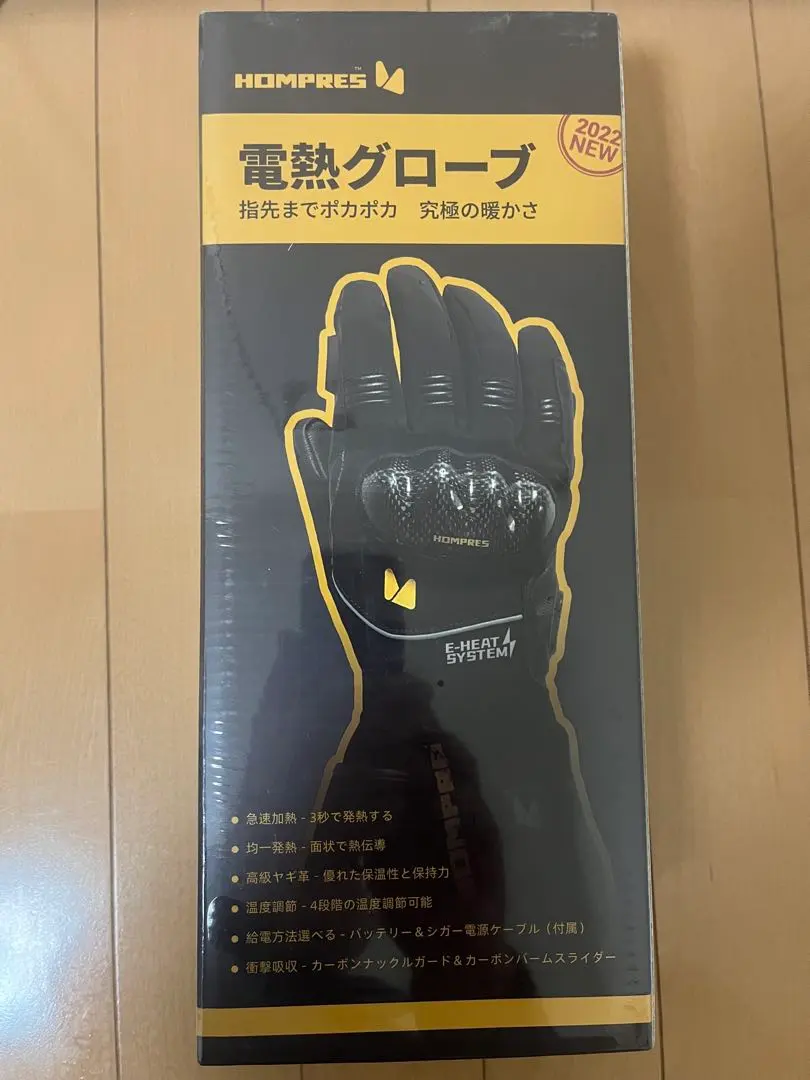 HOMPRES™
2022
NEW
電熱グローブ
指先までポカポカ 究極の暖かさ
HOMPRES
E-HEAT
SYSTEM
HOMPRES
急速加熱 - 3秒で発熱する
均一発熱 - 面状で熱伝導
高級ヤギ革 - 優れた保温性と保持力
温度調節 - 4段階の温度調節可能
給電方法選べる - バッテリー＆シガー電源ケーブル（付属）
衝撃吸収 - カーボンナックルガード＆カーボンバームスライダー